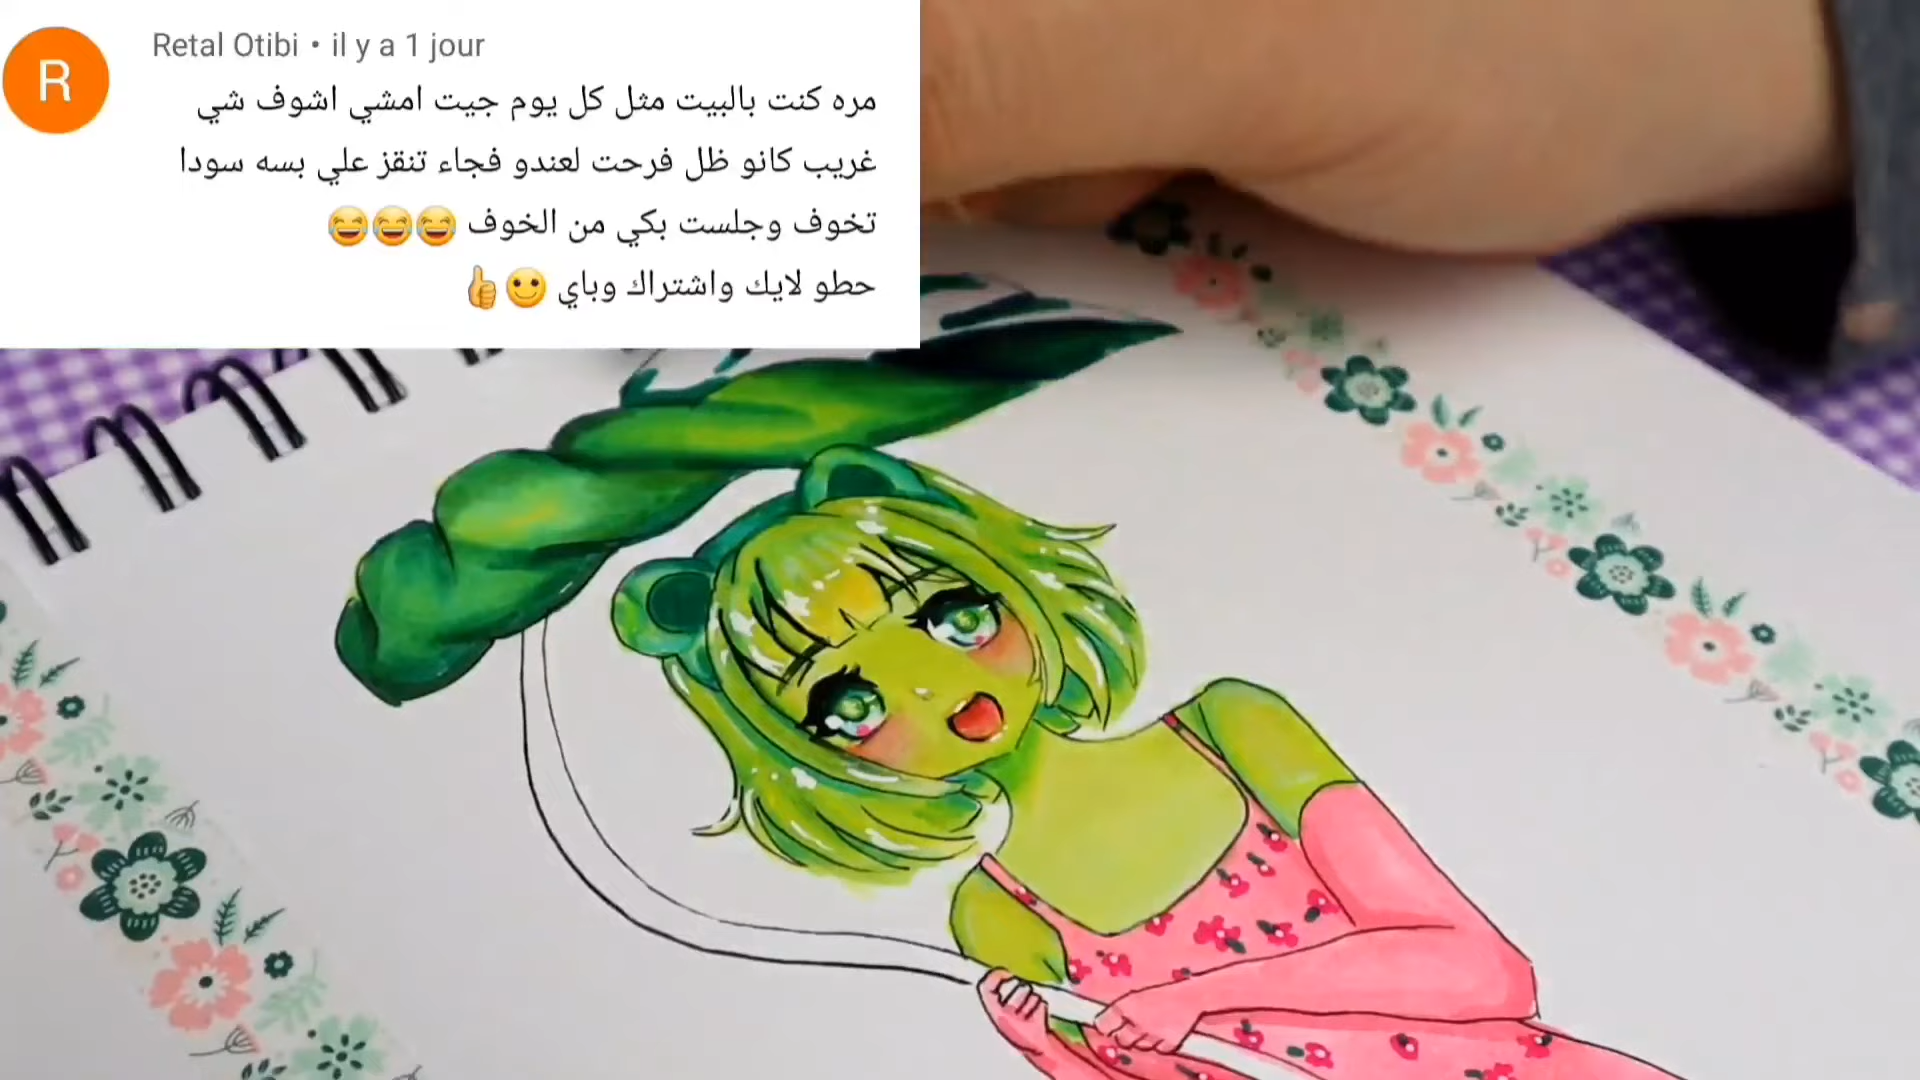 R
Retal Otibi • il y a 1 jour
مره كنت بالبيت مثل كل يوم جيت امشي اشوف شي
غريب كانو ظل فرحت لعندو فجاء تنقز علي بسه سودا
تخوف وجلست بكي من الخوف 😂😂😂
حطو لايك واشتراك وباي 🙂👍